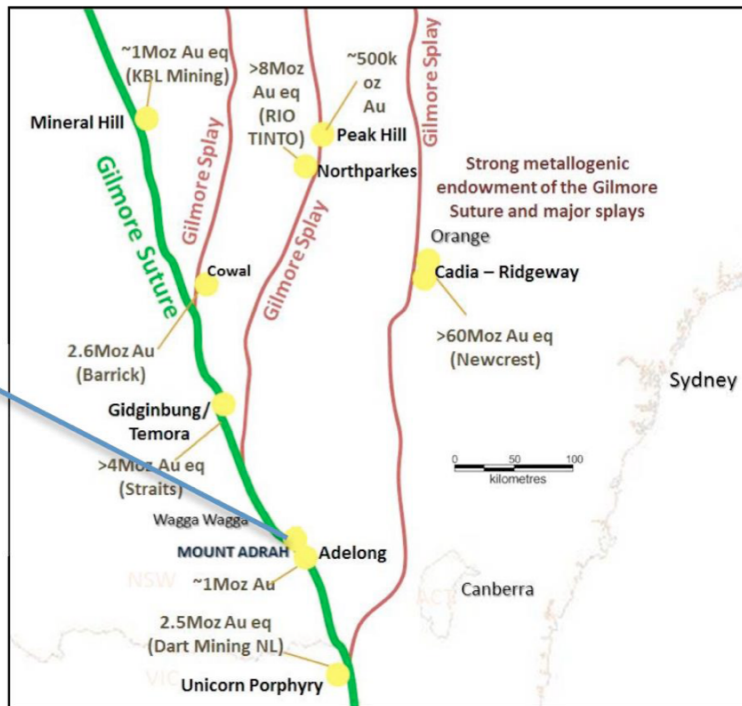 ~1Moz Au eq
(KBL Mining)
Mineral Hill
>8Moz
Au eq
(RIO
TINTO)
~500k
oz
Au
Peak Hill
Northparkes
Gilmore Splay
Gilmore Splay
Gilmore Splay
Gilmore Suture
Strong metallogenic
endowment of the Gilmore
Suture and major splays
Orange
Cadia – Ridgeway
>60Moz Au eq
(Newcrest)
Cowal
2.6Moz Au
(Barrick)
Sydney
Gidginbung/
Temora
>4Moz Au eq
(Straits)
0 50 100
kilometres
Wagga Wagga
MOUNT ADRAH
Adelong
~1Moz Au
NSW
ACT
Canberra
2.5Moz Au eq
(Dart Mining NL)
VIC
Unicorn Porphyry